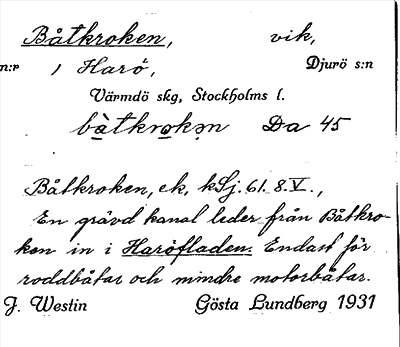 Båtkroken, vik,
n:r 1 Harö, Djurö s:n
Värmdö skg, Stockholms l.
bàtkrokən Da 45
Båtkroken, ek, kSj. 61. 8. V.,
En grävd kanal leder från Båtkro-
ken in i Haröfladen. Endast för
roddbåtar och mindre motorbåtar.
J. Westin Gösta Lundberg 1931